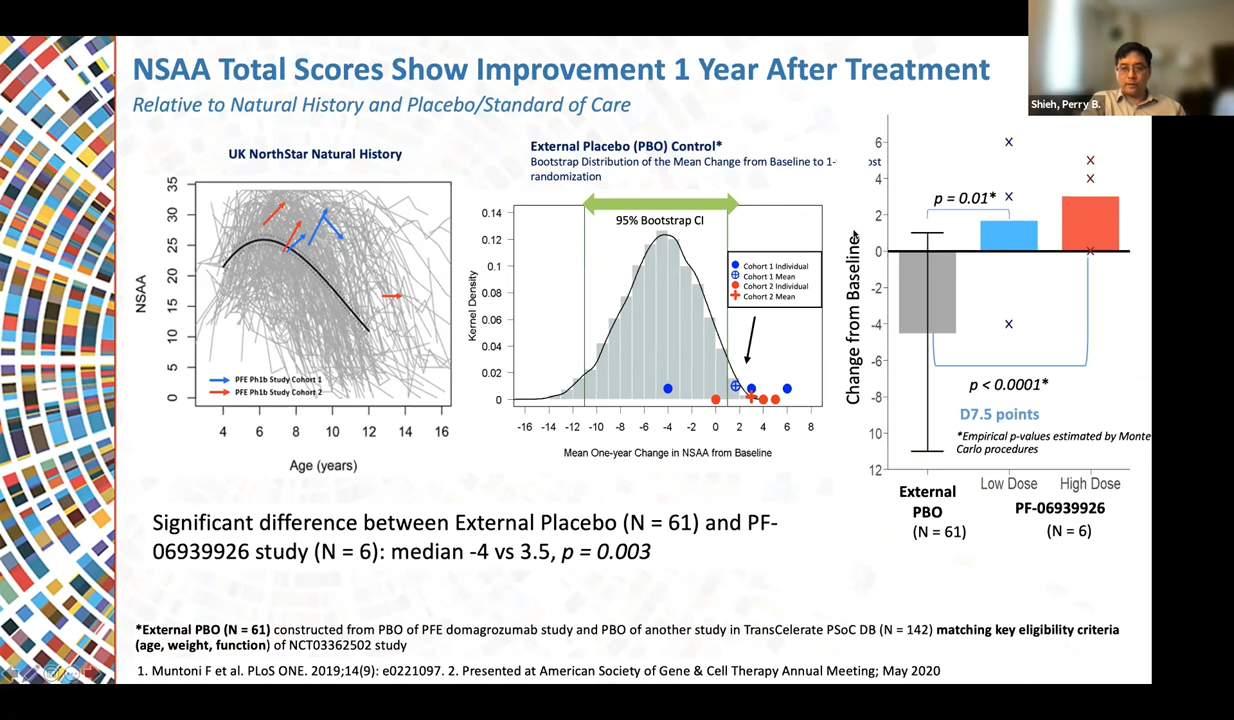 NSAA Total Scores Show Improvement 1 Year After Treatment
Relative to Natural History and Placebo/Standard of Care
Shieh, Perry B.
UK NorthStar Natural History
35
30
25
20
15
10
5
0
NSAA
PFE Ph1b Study Cohort 1
PFE Ph1b Study Cohort 2
4 6 8 10 12 14 16
Age (years)
External Placebo (PBO) Control*
Bootstrap Distribution of the Mean Change from Baseline to 1-
randomization
ost
95% Bootstrap CI
0.14
0.12
0.1
0.08
0.06
0.04
0.02
0
Kernel Density
Cohort 1 Individual
Cohort 1 Mean
Cohort 2 Individual
Cohort 2 Mean
-16 -14 -12 -10 -8 -6 -4 -2 0 2 4 6 8
Mean One-year Change in NSAA from Baseline
6
4
2
0
-2
-4
-6
-8
10
12
Change from Baseline
p = 0.01*
p < 0.0001*
D7.5 points
*Empirical p-values estimated by Monte
Carlo procedures
External
PBO
(N = 61)
Low Dose High Dose
PF-06939926
(N = 6)
Significant difference between External Placebo (N = 61) and PF-
06939926 study (N = 6): median -4 vs 3.5, p = 0.003
*External PBO (N = 61) constructed from PBO of PFE domagrozumab study and PBO of another study in TransCelerate PSoC DB (N = 142) matching key eligibility criteria
(age, weight, function) of NCT03362502 study
1. Muntoni F et al. PLoS ONE. 2019;14(9): e0221097. 2. Presented at American Society of Gene & Cell Therapy Annual Meeting; May 2020